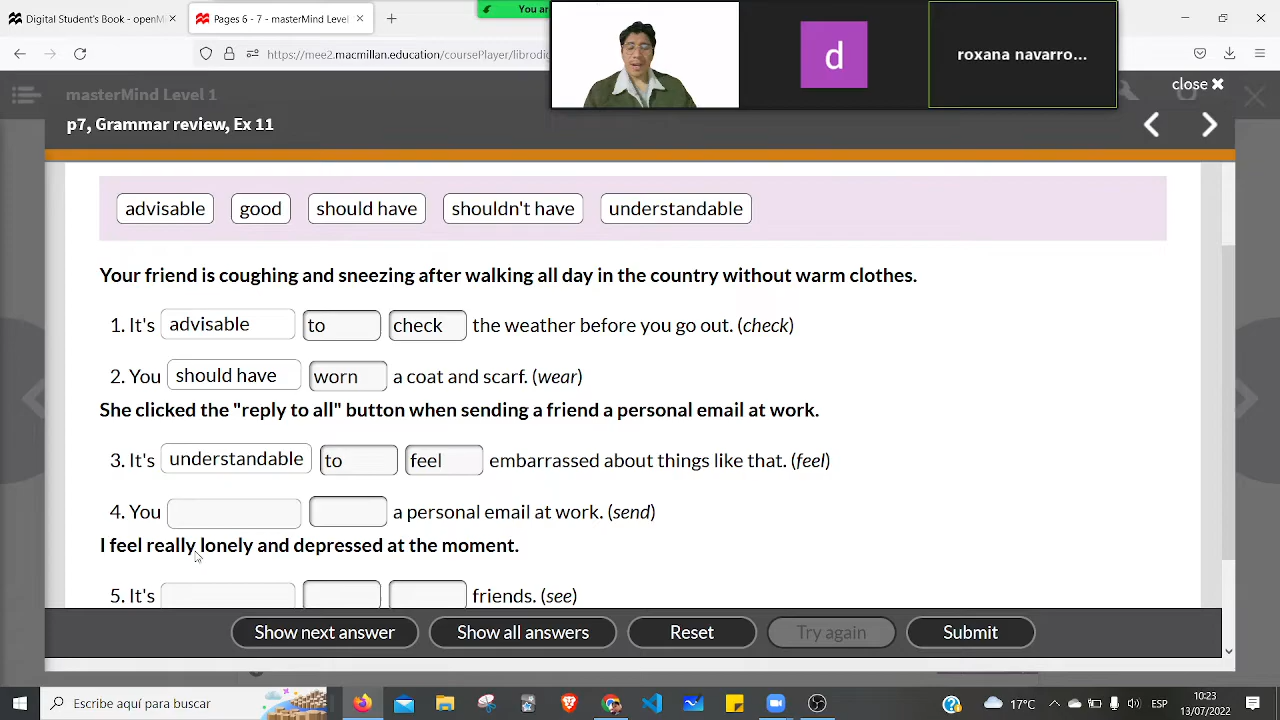 Digital Student's Book - openM
Pages 6 - 7 - masterMind Level
You ar
https://mee2.mac
education/coursePlayer/librodig
d
roxana navarro...
masterMind Level 1
close
p7, Grammar review, Ex 11
advisable good should have shouldn't have understandable
Your friend is coughing and sneezing after walking all day in the country without warm clothes.
1. It's advisable to check the weather before you go out. (check)
2. You should have worn a coat and scarf. (wear)
She clicked the "reply to all" button when sending a friend a personal email at work.
3. It's understandable to feel embarrassed about things like that. (feel)
4. You a personal email at work. (send)
I feel really lonely and depressed at the moment.
5. It's friends. (see)
Show next answer Show all answers Reset Try again Submit
Escribe aquí para buscar
17°C ESP 10:23
13/07/2022